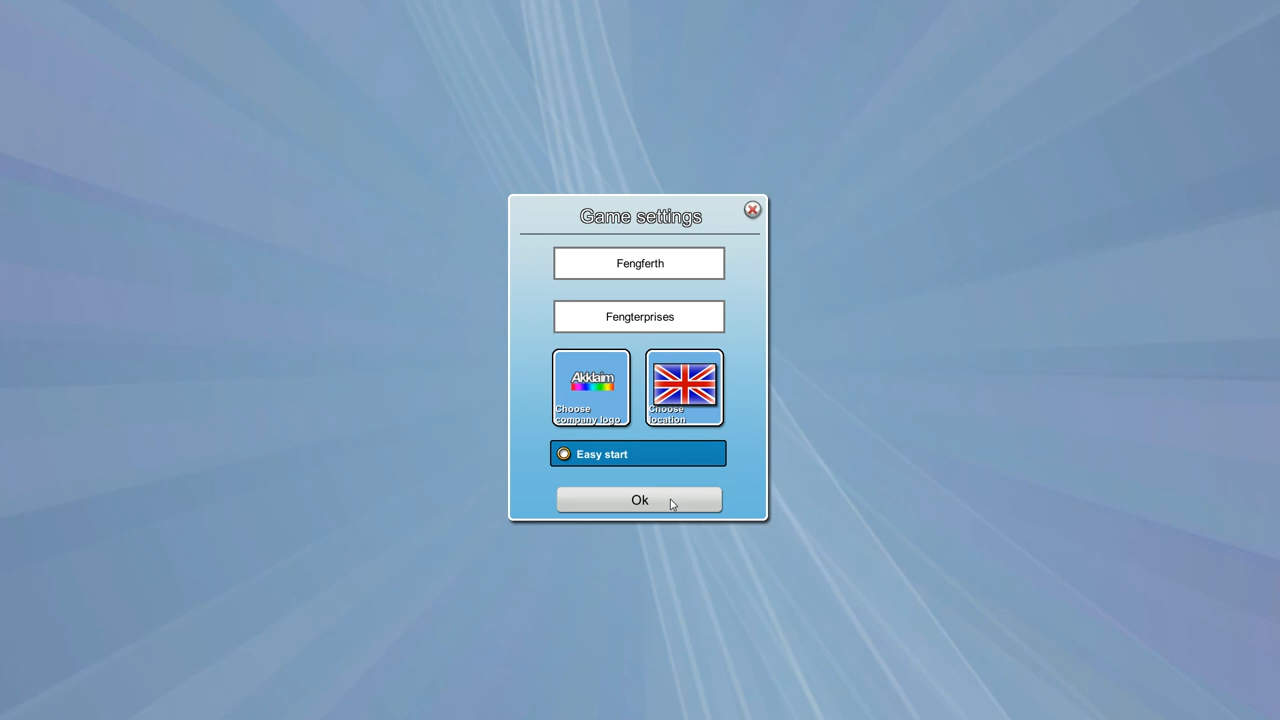 Game settings
Fengferth
Fengterprises
Akklaim
Choose
company logo
Choose
location
Easy start
Ok